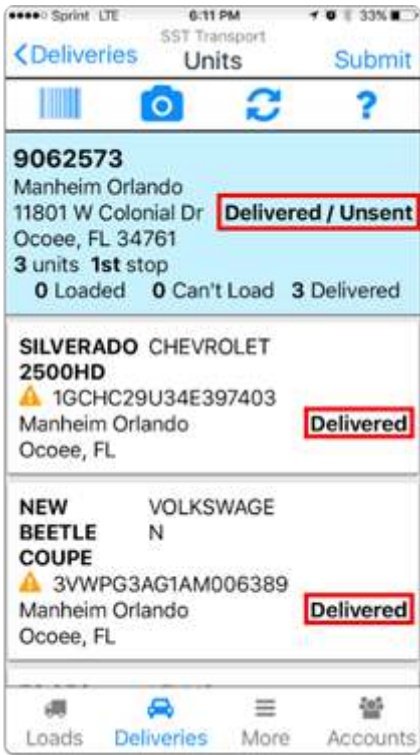 Sprint LTE 6:11 PM 33%
SST Transport
Deliveries Units Submit
?
9062573
Manheim Orlando
11801 W Colonial Dr Delivered / Unsent
Ocoee, FL 34761
3 units 1st stop
0 Loaded 0 Can't Load 3 Delivered
SILVERADO CHEVROLET
2500HD
1GCHC29U34E397403
Manheim Orlando Delivered
Ocoee, FL
NEW VOLKSWAGE
BEETLE N
COUPE
3VWPG3AG1AM006389
Manheim Orlando Delivered
Ocoee, FL
Loads Deliveries More Accounts